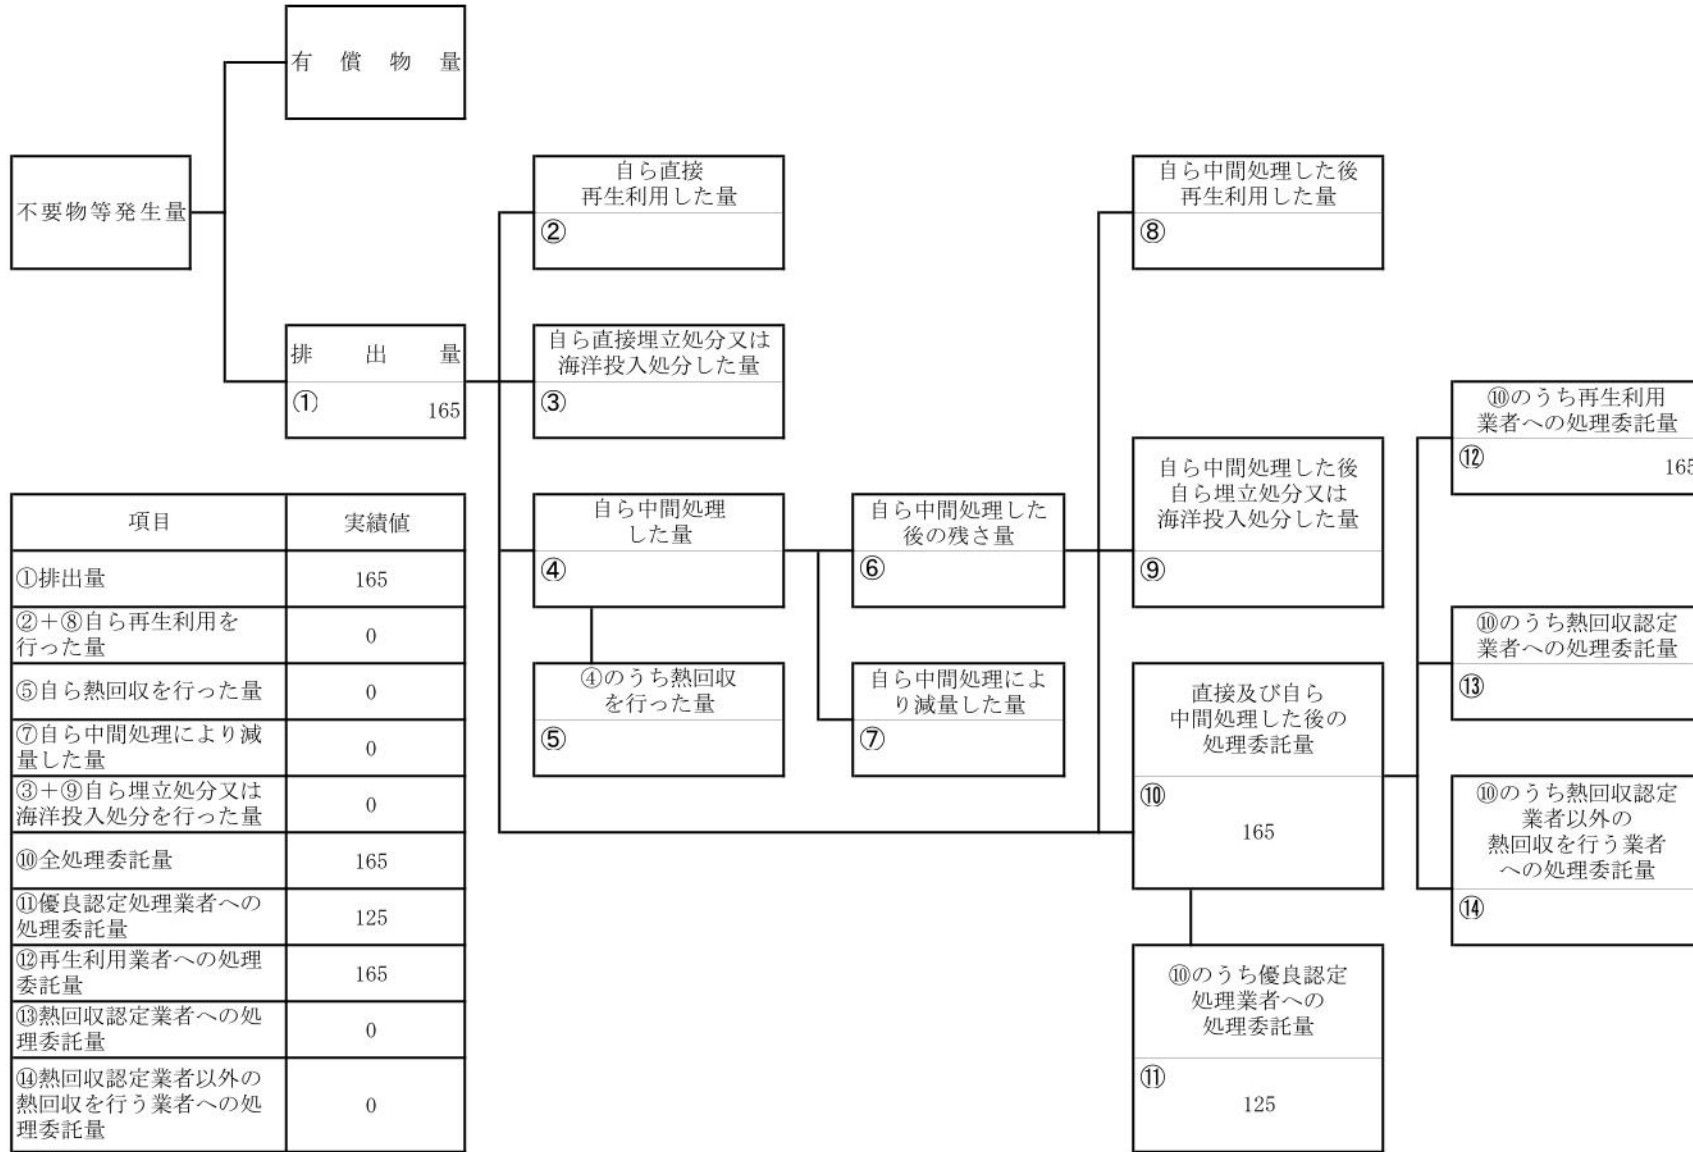 有償物量
不要物等発生量
排出量
① 165
自ら直接
再生利用した量
②
自ら直接埋立処分又は
海洋投入処分した量
③
自ら中間処理
した量
④
④のうち熱回収
を行った量
⑤
自ら中間処理した
後の残さ量
⑥
自ら中間処理によ
り減量した量
⑦
自ら中間処理した後
再生利用した量
⑧
自ら中間処理した後
自ら埋立処分又は
海洋投入処分した量
⑨
直接及び自ら
中間処理した後の
処理委託量
⑩
165
⑩のうち優良認定
処理業者への
処理委託量
⑪
125
⑩のうち再生利用
業者への処理委託量
⑫ 165
⑩のうち熱回収認定
業者への処理委託量
⑬
⑩のうち熱回収認定
業者以外の
熱回収を行う業者
への処理委託量
⑭
項目 実績値
①排出量 165
②+⑧自ら再生利用を
行った量 0
⑤自ら熱回収を行った量 0
⑦自ら中間処理により減
量した量 0
③+⑨自ら埋立処分又は
海洋投入処分を行った量 0
⑩全処理委託量 165
⑪優良認定処理業者への
処理委託量 125
⑫再生利用業者への処理
委託量 165
⑬熱回収認定業者への処
理委託量 0
⑭熱回収認定業者以外の
熱回収を行う業者への処
理委託量 0